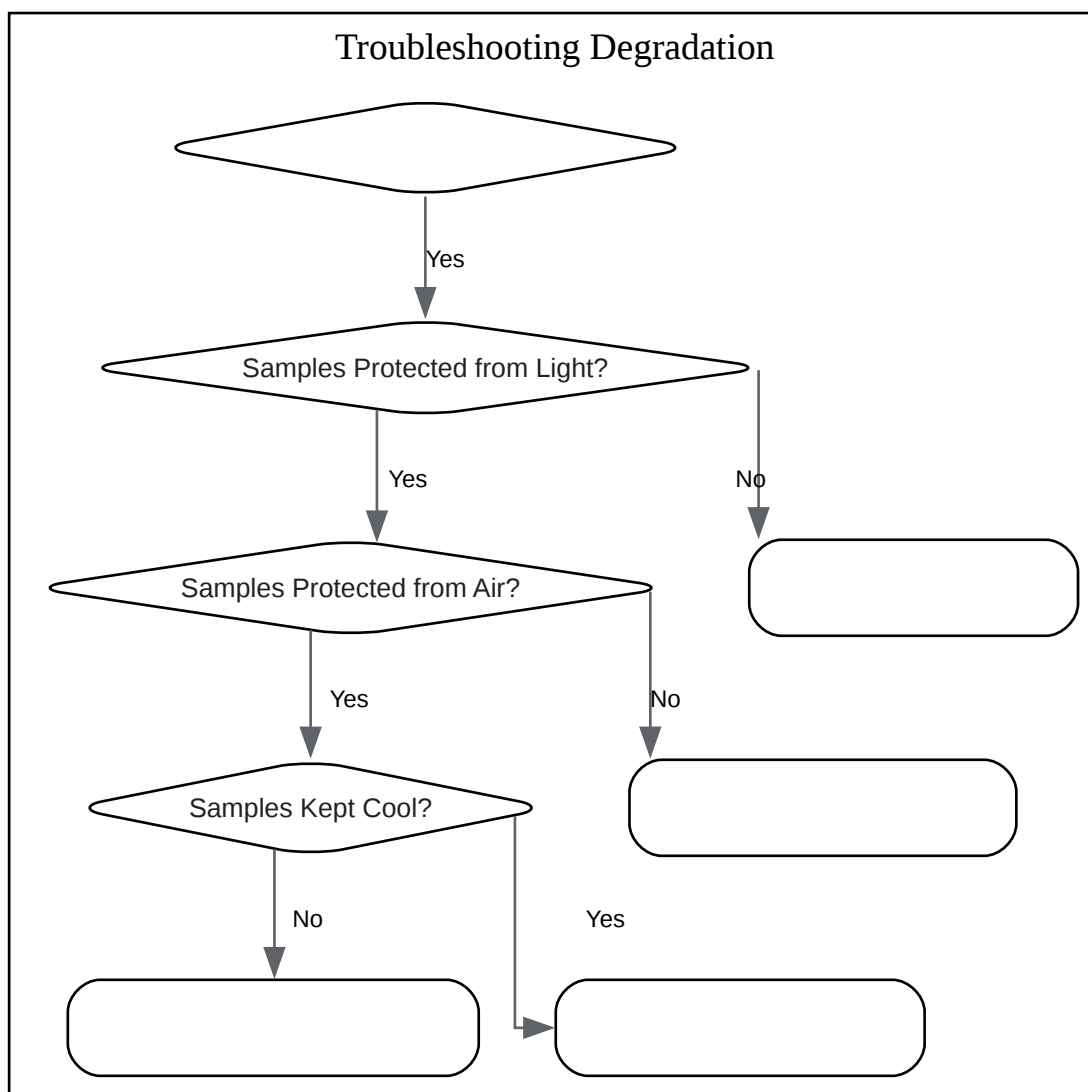 Troubleshooting Degradation
Yes
Samples Protected from Light?
Yes
No
Samples Protected from Air?
Yes
No
Samples Kept Cool?
No
Yes